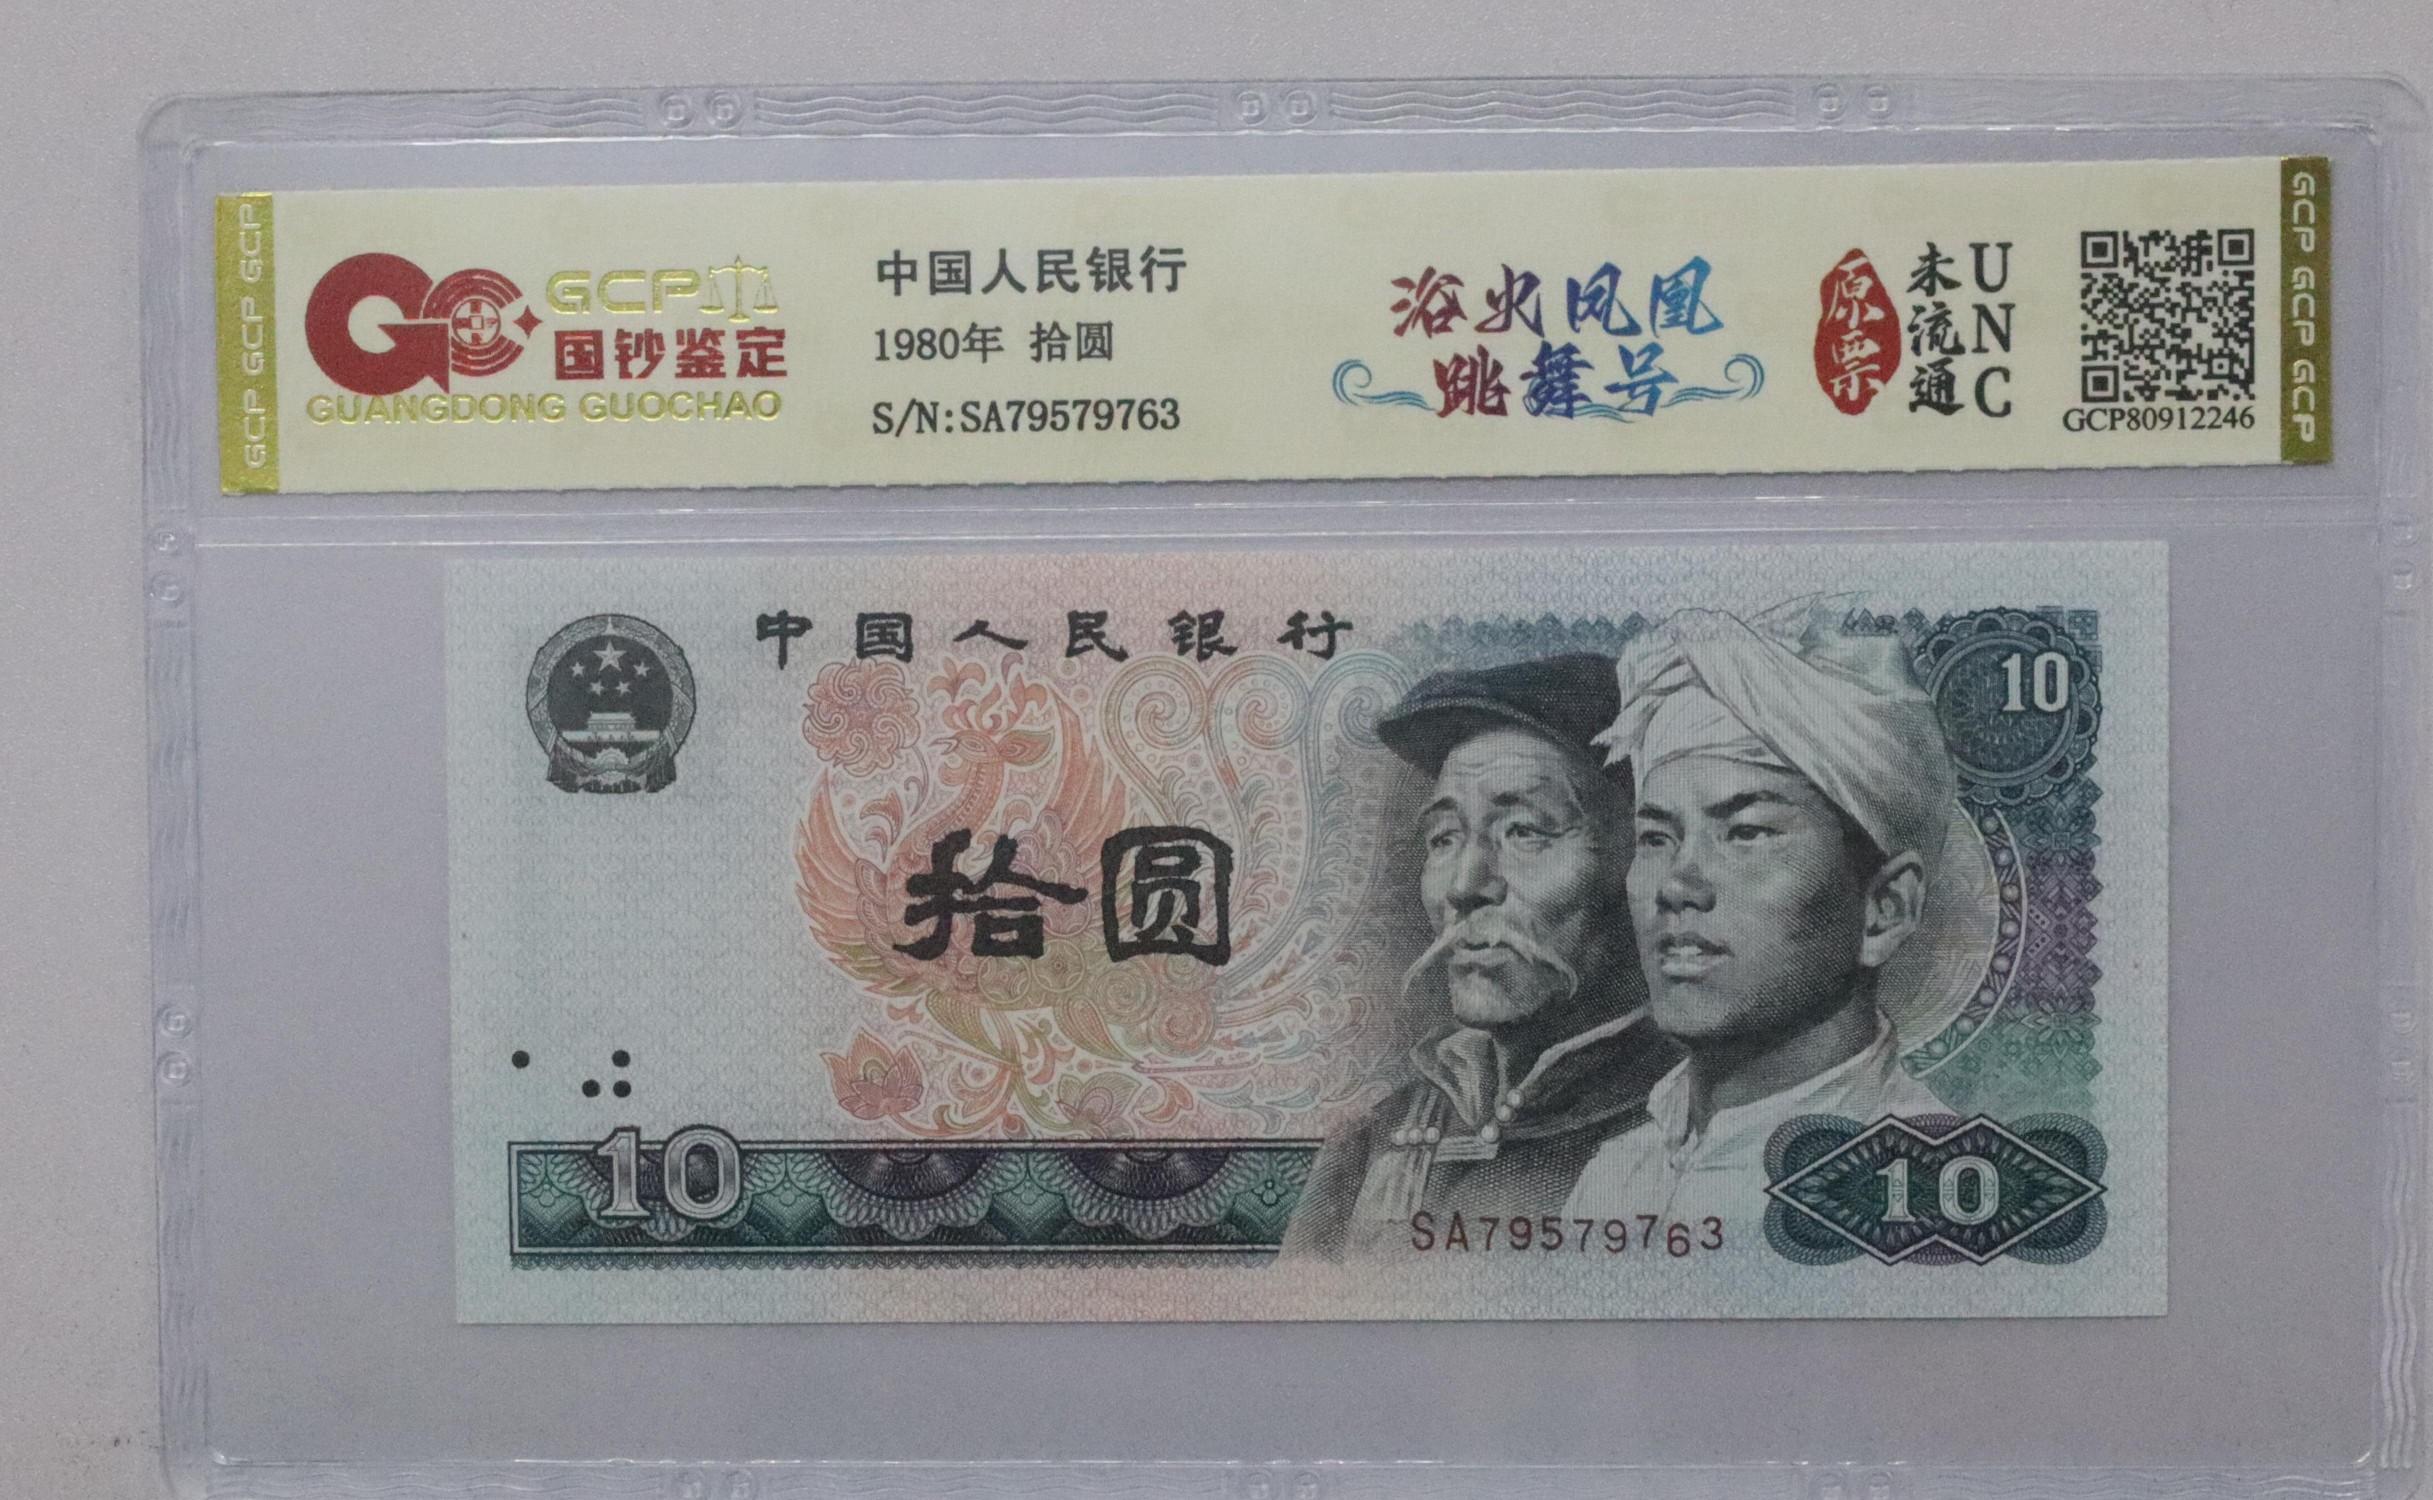 GCP GCP GCP
GCP
国钞鉴定
GUANGDONG GUOCHAO
中国人民银行
1980年 拾圆
S/N:SA79579763
浴火凤凰
跳舞号
原票
未流通
UNC
GCP80912246
GCP GCP GCP
中国人民银行
10
拾圆
10
SA79579763
10